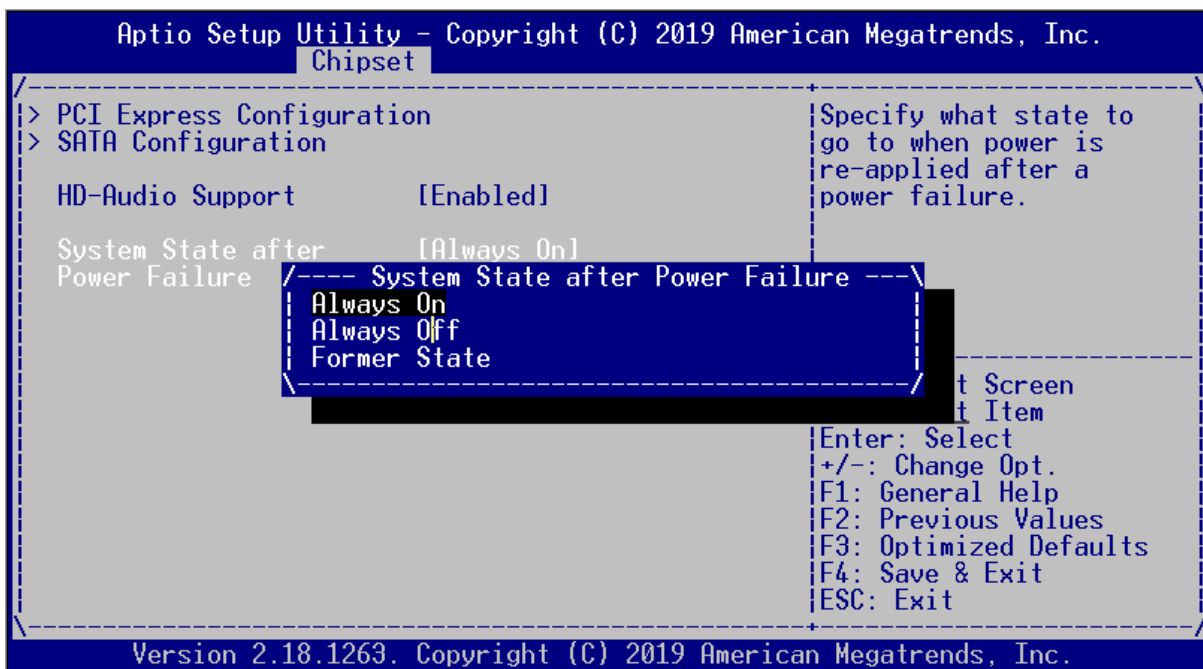 Aptio Setup Utility - Copyright (C) 2019 American Megatrends, Inc.
Chipset
> PCI Express Configuration
> SATA Configuration
HD-Audio Support [Enabled]
System State after [Always On]
Power Failure
Specify what state to
go to when power is
re-applied after a
power failure.
---- System State after Power Failure ---
Always On
Always Off
Former State
t Screen
t Item
Enter: Select
+/-: Change Opt.
F1: General Help
F2: Previous Values
F3: Optimized Defaults
F4: Save & Exit
ESC: Exit
Version 2.18.1263. Copyright (C) 2019 American Megatrends, Inc.